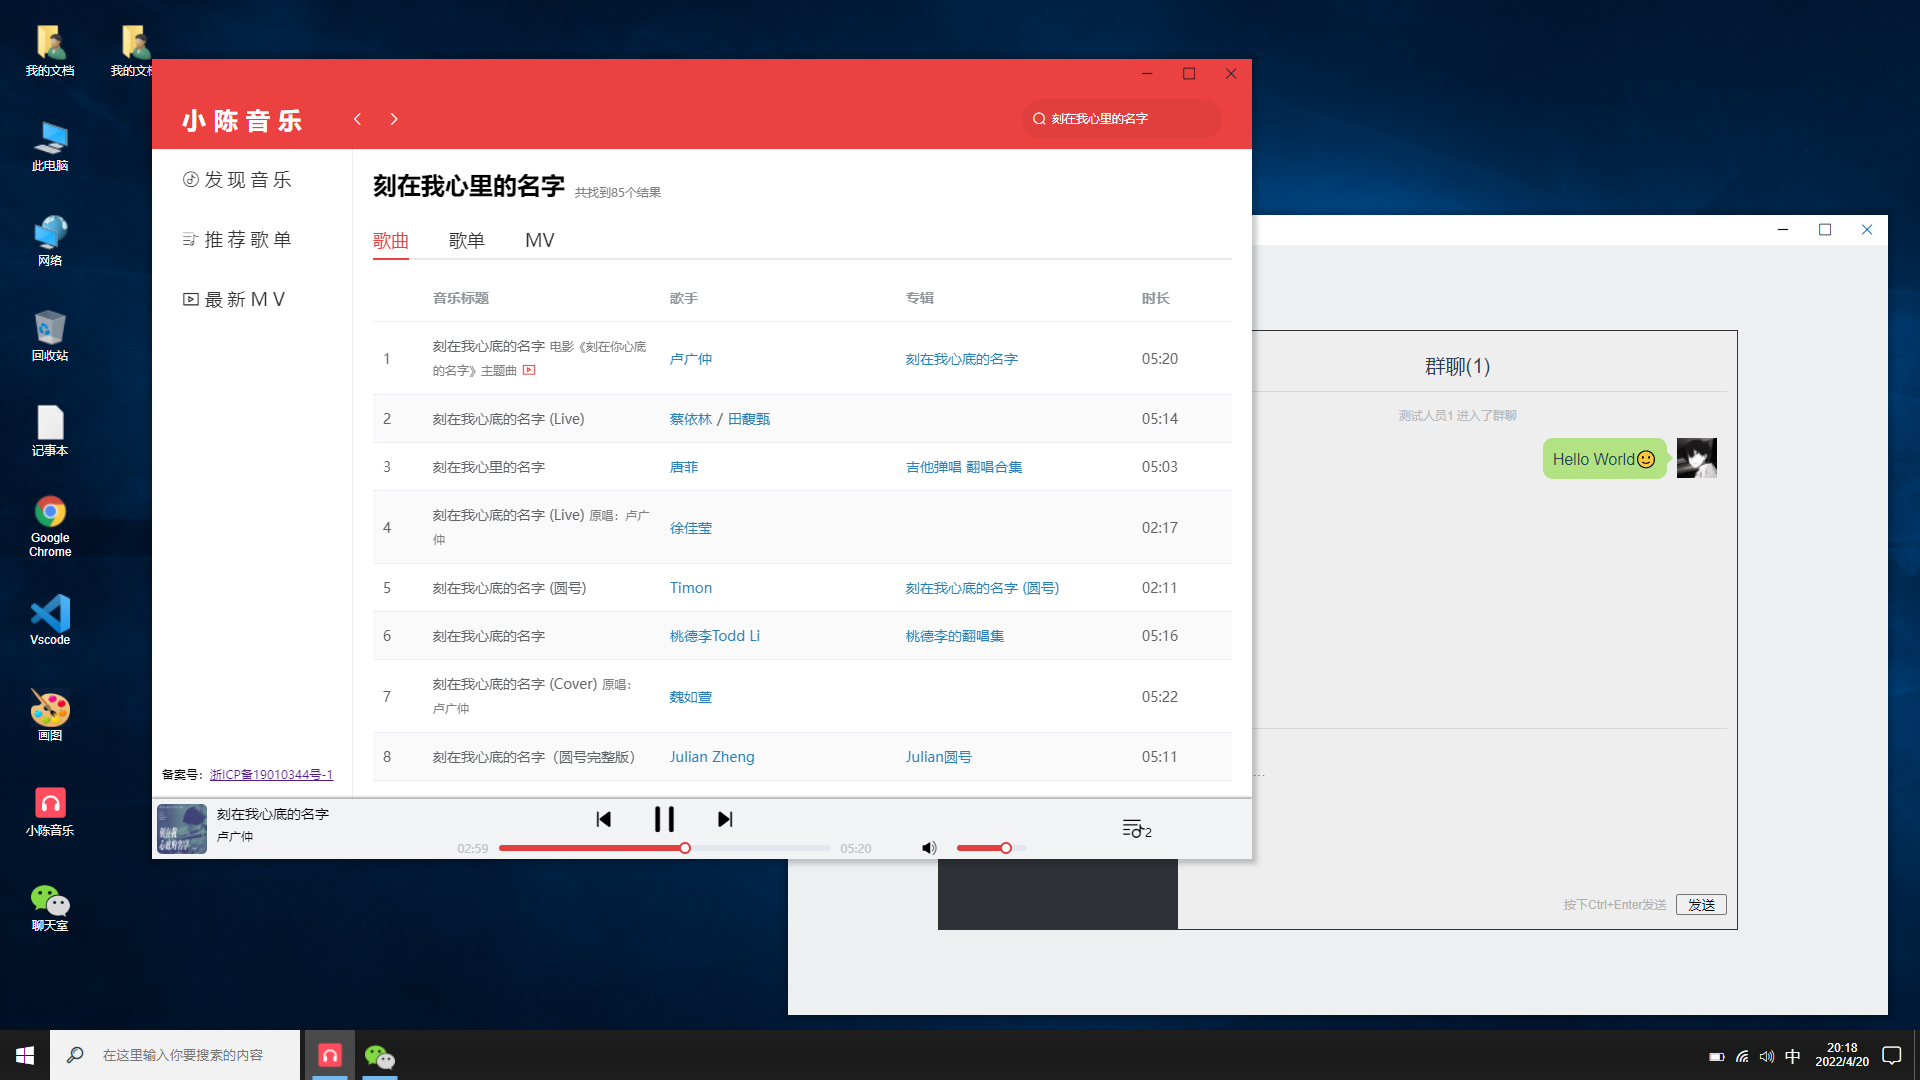 我的文档
我的文档
此电脑
网络
回收站
记事本
Google
Chrome
Vscode
画图
小陈音乐
聊天室
小陈音乐
刻在我心里的名字
发现音乐
推荐歌单
最新MV
备案号：浙ICP备19010344号-1
刻在我心里的名字 共找到85个结果
歌曲 歌单 MV
音乐标题 歌手 专辑 时长
1 刻在我心底的名字 电影《刻在你心底的名字》主题曲 卢广仲 刻在我心底的名字 05:20
2 刻在我心底的名字 (Live) 蔡依林 / 田馥甄 05:14
3 刻在我心里的名字 唐菲 吉他弹唱 翻唱合集 05:03
4 刻在我心底的名字 (Live) 原唱：卢广仲 徐佳莹 02:17
5 刻在我心底的名字 (圆号) Timon 刻在我心底的名字 (圆号) 02:11
6 刻在我心底的名字 桃德李Todd Li 桃德李的翻唱集 05:16
7 刻在我心底的名字 (Cover) 原唱：卢广仲 魏如萱 05:22
8 刻在我心底的名字（圆号完整版） Julian Zheng Julian圆号 05:11
刻在我心底的名字
卢广仲
02:59 05:20
2
群聊(1)
测试人员1 进入了群聊
Hello World🙂
...
按下Ctrl+Enter发送 发送
在这里输入你要搜索的内容
中
20:18
2022/4/20